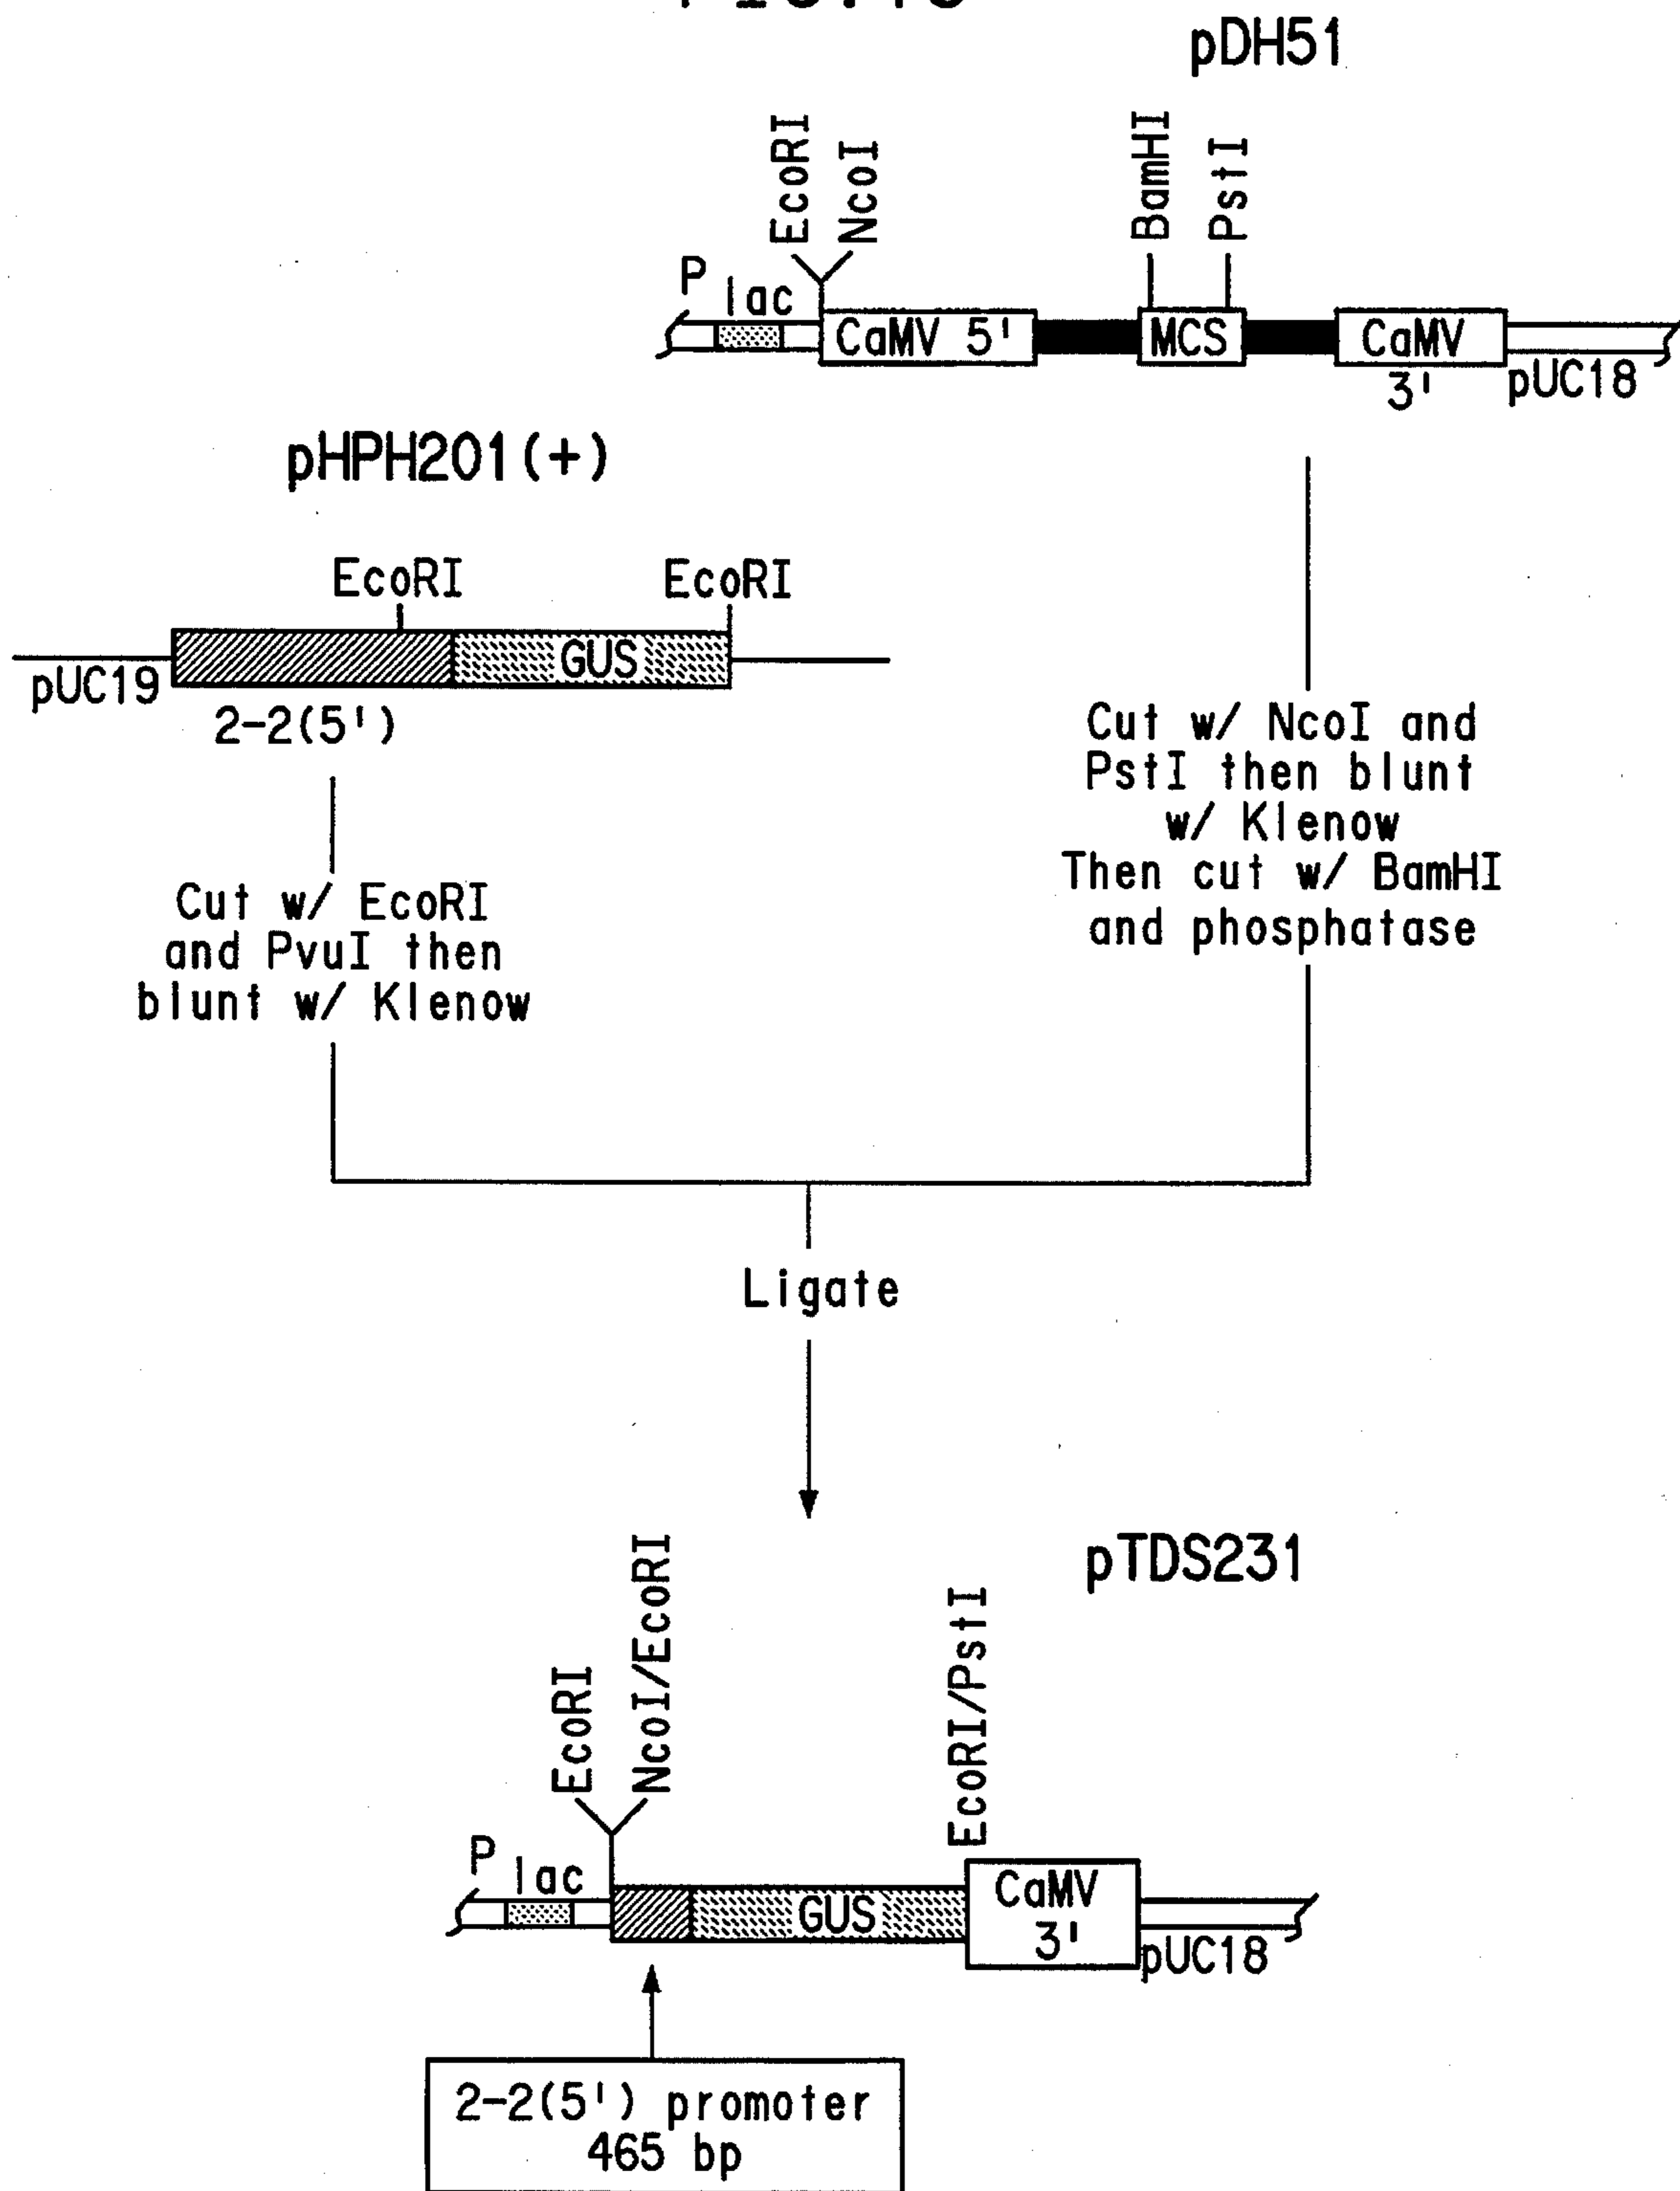 pDH51
EcoRI
NcoI
BamHI
PstI
P
lac
CaMV 5'
MCS
CaMV
3'
pUC18
pHPH201(+)
EcoRI
EcoRI
GUS
pUC19
2-2(5')
Cut w/ NcoI and
PstI then blunt
w/ Klenow
Then cut w/ BamHI
and phosphatase
Cut w/ EcoRI
and PvuI then
blunt w/ Klenow
Ligate
pTDS231
EcoRI
NcoI/EcoRI
EcoRI/PstI
P
lac
GUS
CaMV
3'
pUC18
2-2(5') promoter
465 bp